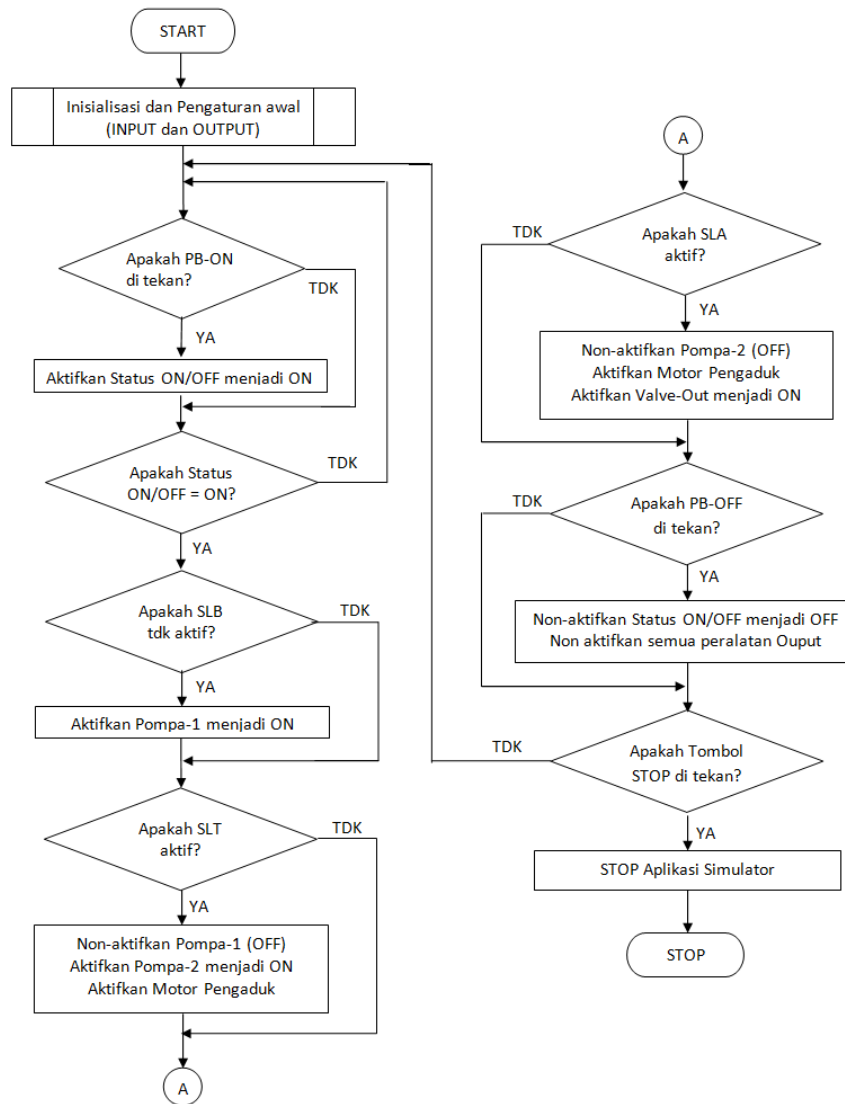 START
Inisialisasi dan Pengaturan awal
(INPUT dan OUTPUT)
Apakah PB-ON
di tekan?
TDK
YA
Aktifkan Status ON/OFF menjadi ON
Apakah Status
ON/OFF = ON?
TDK
YA
Apakah SLB
tdk aktif?
TDK
YA
Aktifkan Pompa-1 menjadi ON
Apakah SLT
aktif?
TDK
YA
Non-aktifkan Pompa-1 (OFF)
Aktifkan Pompa-2 menjadi ON
Aktifkan Motor Pengaduk
A
A
Apakah SLA
aktif?
TDK
YA
Non-aktifkan Pompa-2 (OFF)
Aktifkan Motor Pengaduk
Aktifkan Valve-Out menjadi ON
Apakah PB-OFF
di tekan?
TDK
YA
Non-aktifkan Status ON/OFF menjadi OFF
Non aktifkan semua peralatan Ouput
Apakah Tombol
STOP di tekan?
TDK
YA
STOP Aplikasi Simulator
STOP